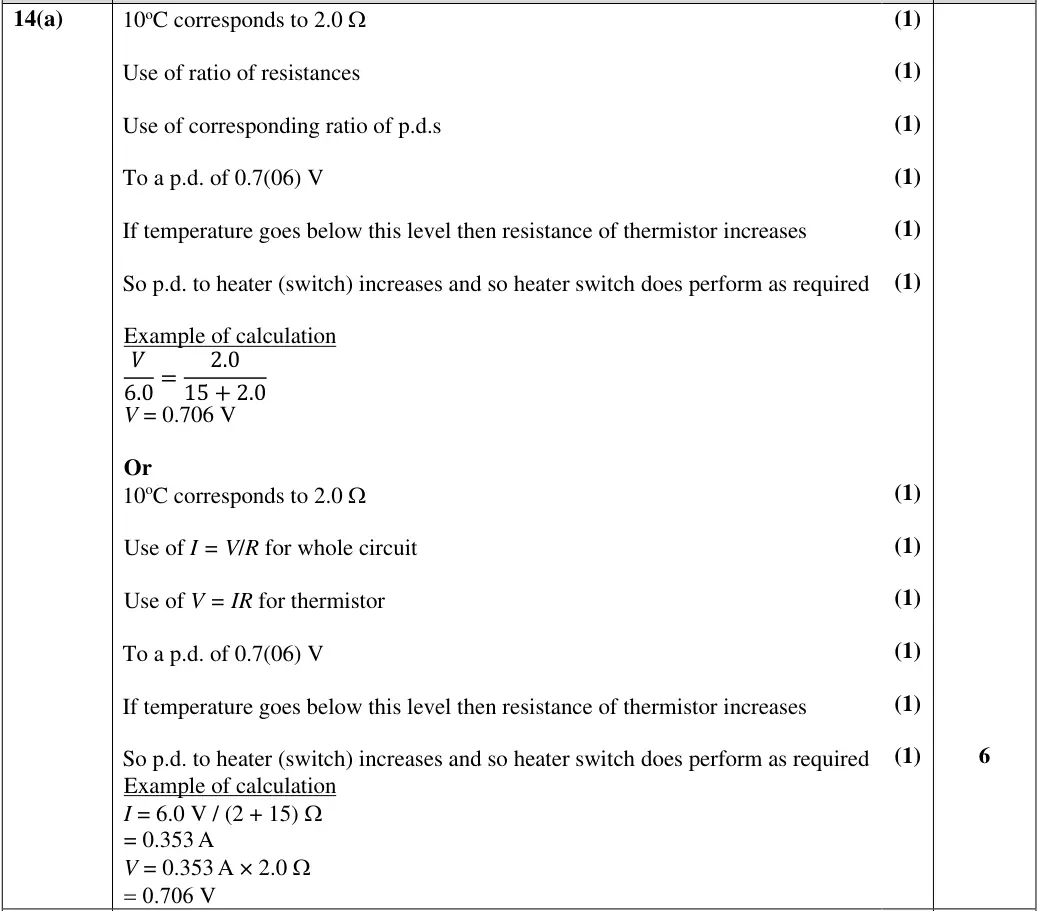 14(a) 10ºC corresponds to 2.0 Ω (1)
Use of ratio of resistances (1)
Use of corresponding ratio of p.d.s (1)
To a p.d. of 0.7(06) V (1)
If temperature goes below this level then resistance of thermistor increases (1)
So p.d. to heater (switch) increases and so heater switch does perform as required (1)
Example of calculation
V/6.0 = 2.0/(15 + 2.0)
V = 0.706 V
Or
10ºC corresponds to 2.0 Ω (1)
Use of I = V/R for whole circuit (1)
Use of V = IR for thermistor (1)
To a p.d. of 0.7(06) V (1)
If temperature goes below this level then resistance of thermistor increases (1)
So p.d. to heater (switch) increases and so heater switch does perform as required (1) 6
Example of calculation
I = 6.0 V / (2 + 15) Ω
= 0.353 A
V = 0.353 A × 2.0 Ω
= 0.706 V